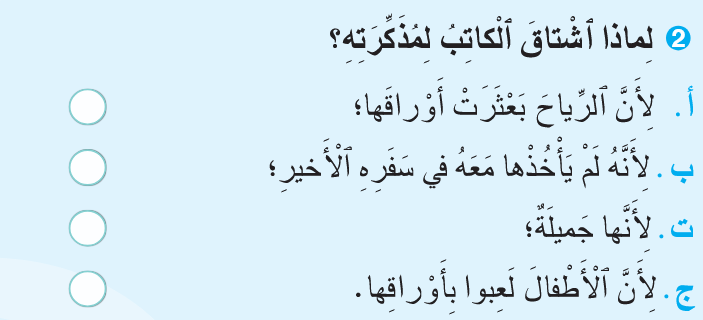 2 لِماذا ٱشْتاقَ ٱلْكاتِبُ لِمُذَكِّرَتِهِ؟
أ. لِأَنَّ ٱلرِّياحَ بَعْثَرَتْ أَوْراقَها؛
ب. لِأَنَّهُ لَمْ يَأْخُذْها مَعَهُ في سَفَرِهِ ٱلْأَخيرِ؛
ت. لِأَنَّها جَميلَةٌ؛
ج. لِأَنَّ ٱلْأَطْفالَ لَعِبوا بِأَوْراقِها.